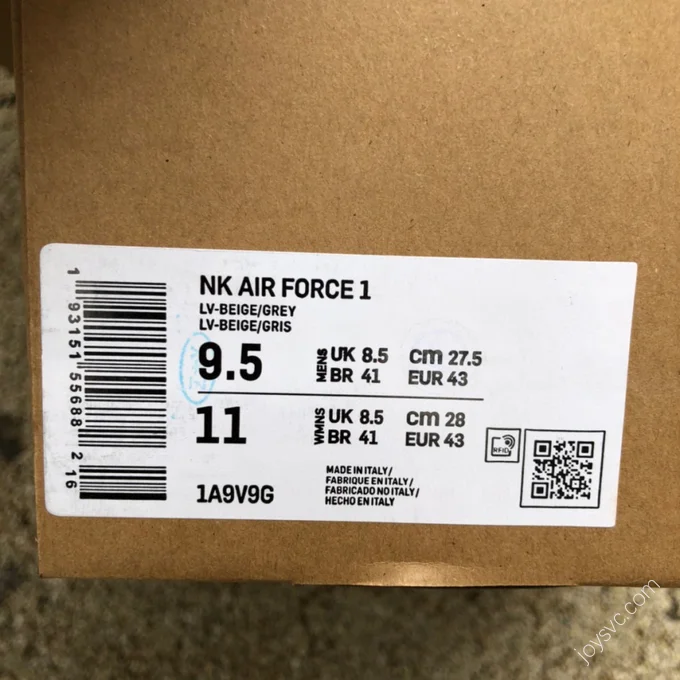 NK AIR FORCE 1
LV-BEIGE/GREY
LV-BEIGE/GRIS
9.5 MENS UK 8.5 cm 27.5
BR 41 EUR 43
11 WMNS UK 8.5 cm 28
BR 41 EUR 43
RFID
1A9V9G
MADE IN ITALY/
FABRIQUE EN ITALY/
FABRICADO NO ITALY/
HECHO EN ITALY
1 93151 55688 2 16
joysvc.com